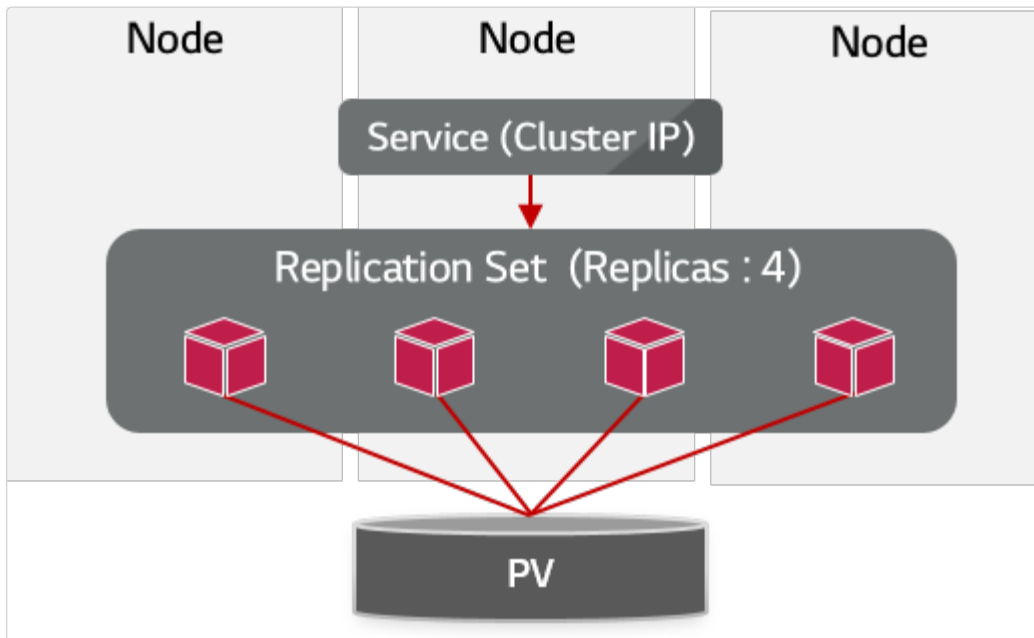 Node
Node
Node
Service (Cluster IP)
Replication Set (Replicas : 4)
PV